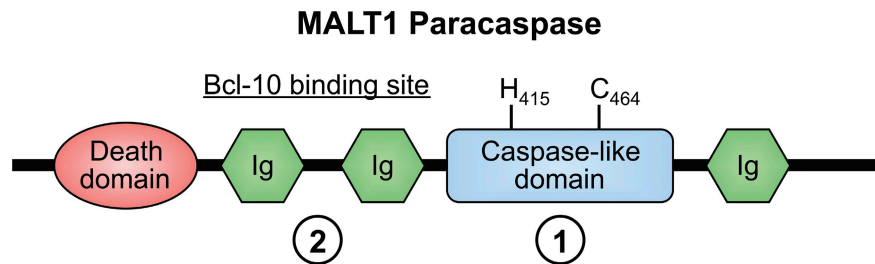 MALT1 Paracaspase
Bcl-10 binding site
H415
C464
Death
domain
Ig
Ig
Caspase-like
domain
Ig
2
1